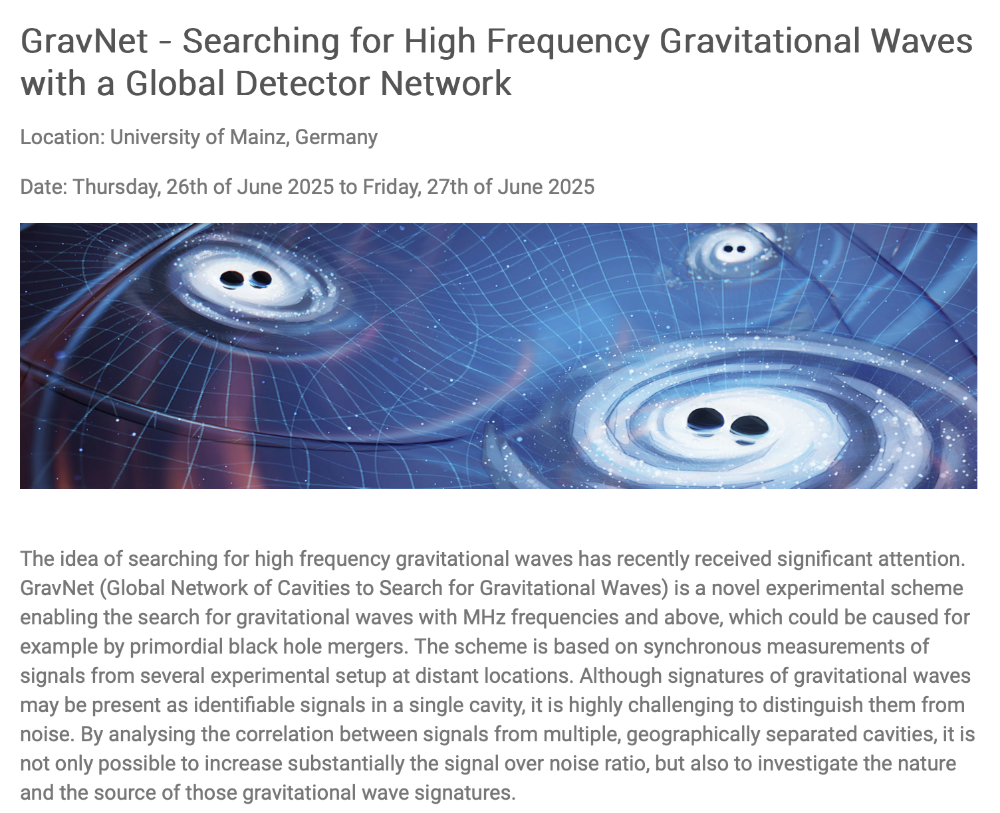 GravNet - Searching for High Frequency Gravitational Waves
with a Global Detector Network
Location: University of Mainz, Germany
Date: Thursday, 26th of June 2025 to Friday, 27th of June 2025
The idea of searching for high frequency gravitational waves has recently received significant attention.
GravNet (Global Network of Cavities to Search for Gravitational Waves) is a novel experimental scheme
enabling the search for gravitational waves with MHz frequencies and above, which could be caused for
example by primordial black hole mergers. The scheme is based on synchronous measurements of
signals from several experimental setup at distant locations. Although signatures of gravitational waves
may be present as identifiable signals in a single cavity, it is highly challenging to distinguish them from
noise. By analysing the correlation between signals from multiple, geographically separated cavities, it is
not only possible to increase substantially the signal over noise ratio, but also to investigate the nature
and the source of those gravitational wave signatures.